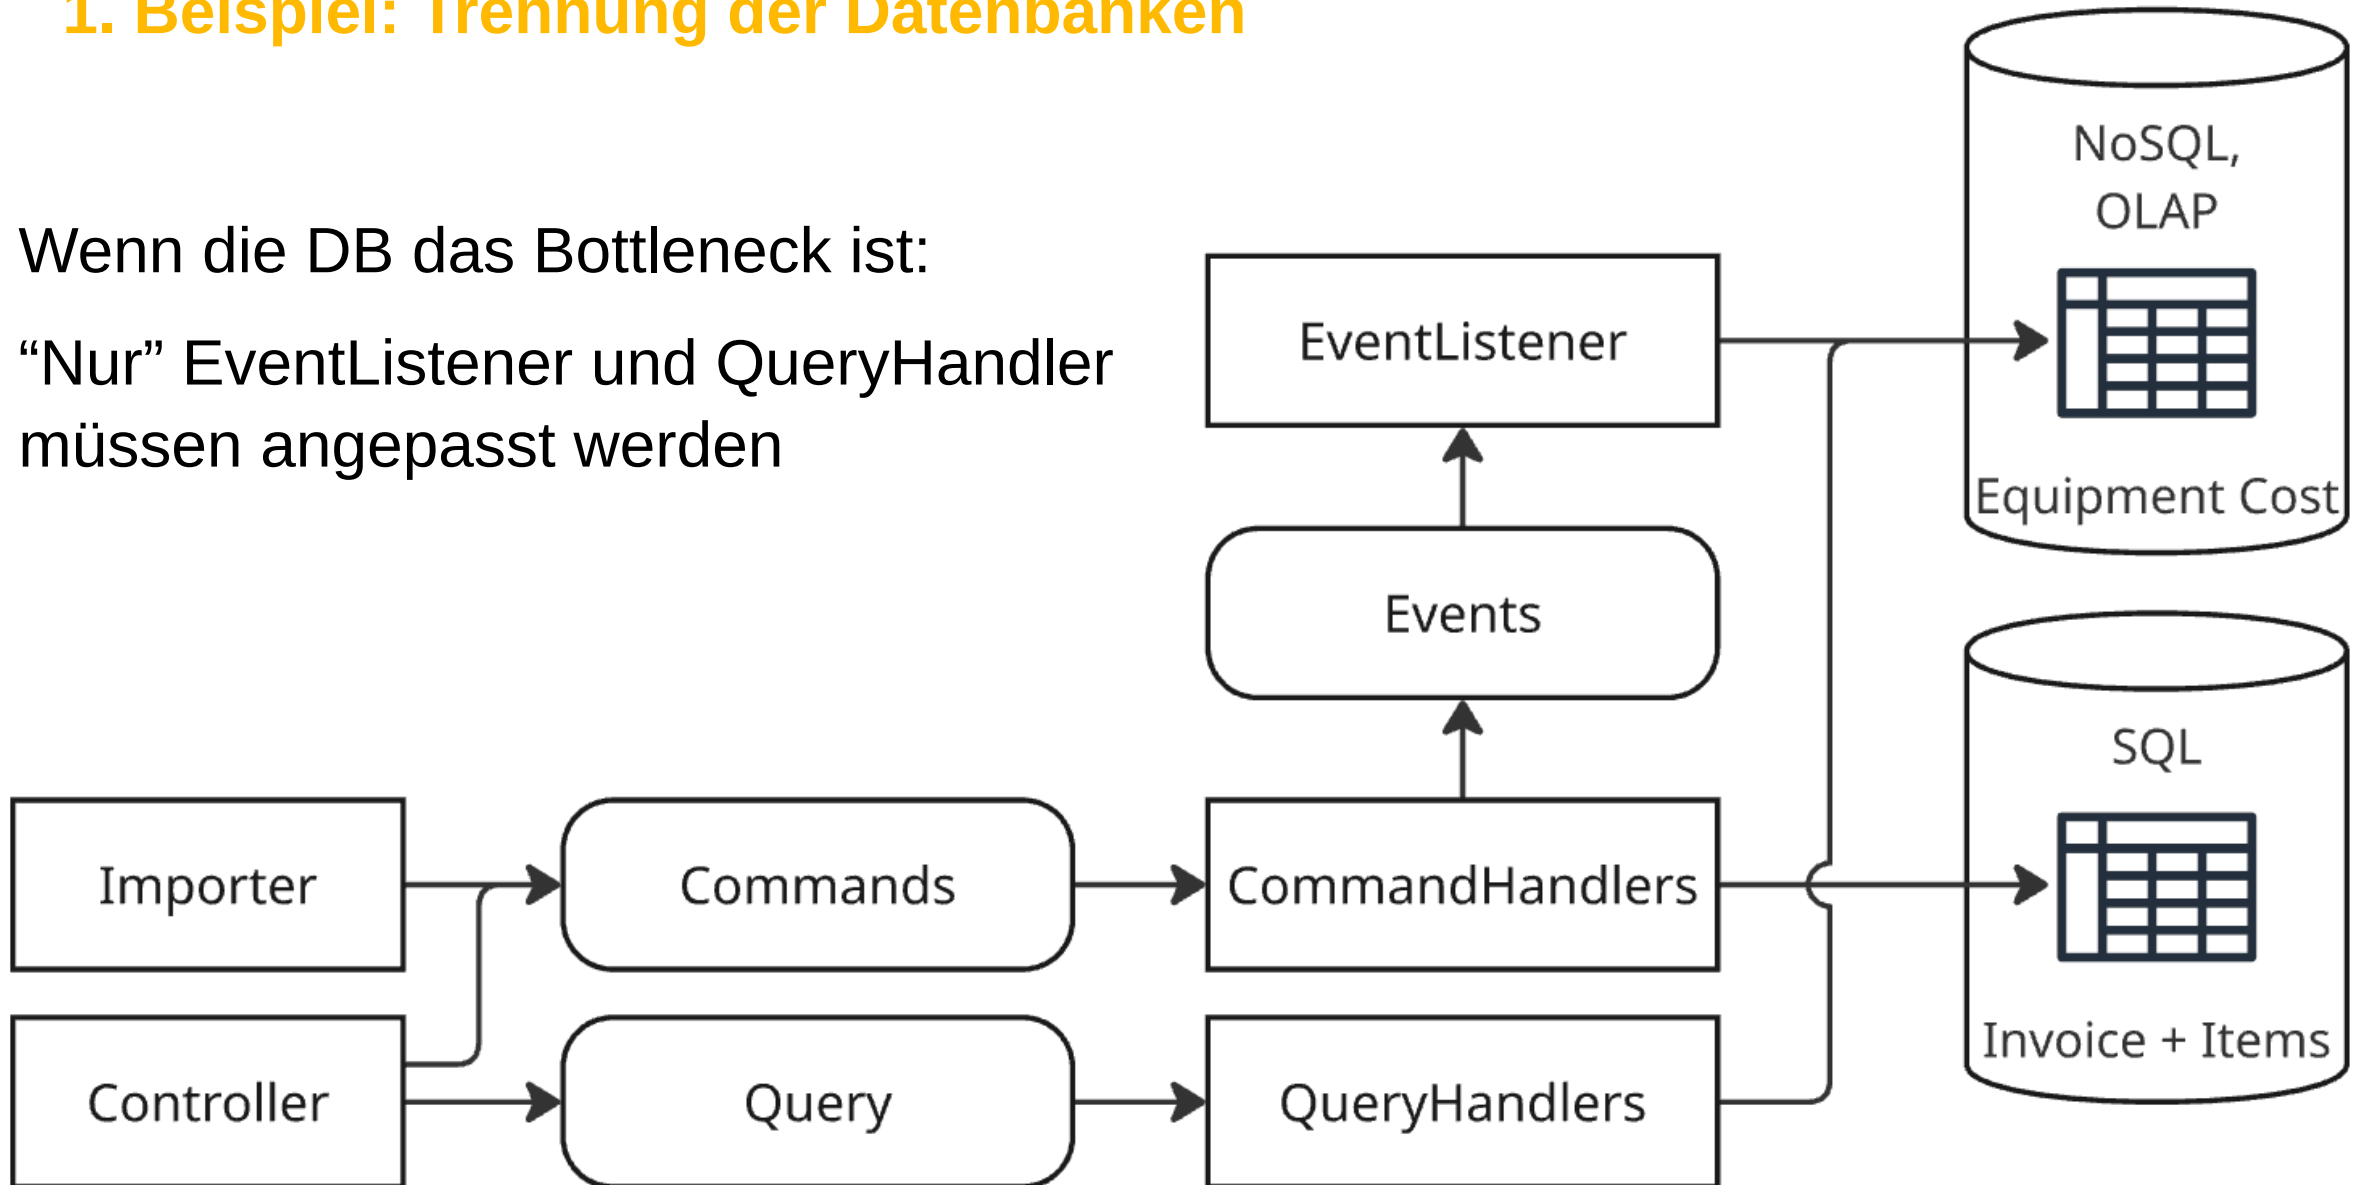 1. Beispiel: Trennung der Datenbanken
Wenn die DB das Bottleneck ist:
“Nur” EventListener und QueryHandler
müssen angepasst werden
NoSQL,
OLAP
Equipment Cost
EventListener
Events
SQL
Invoice + Items
Importer
Commands
CommandHandlers
Controller
Query
QueryHandlers